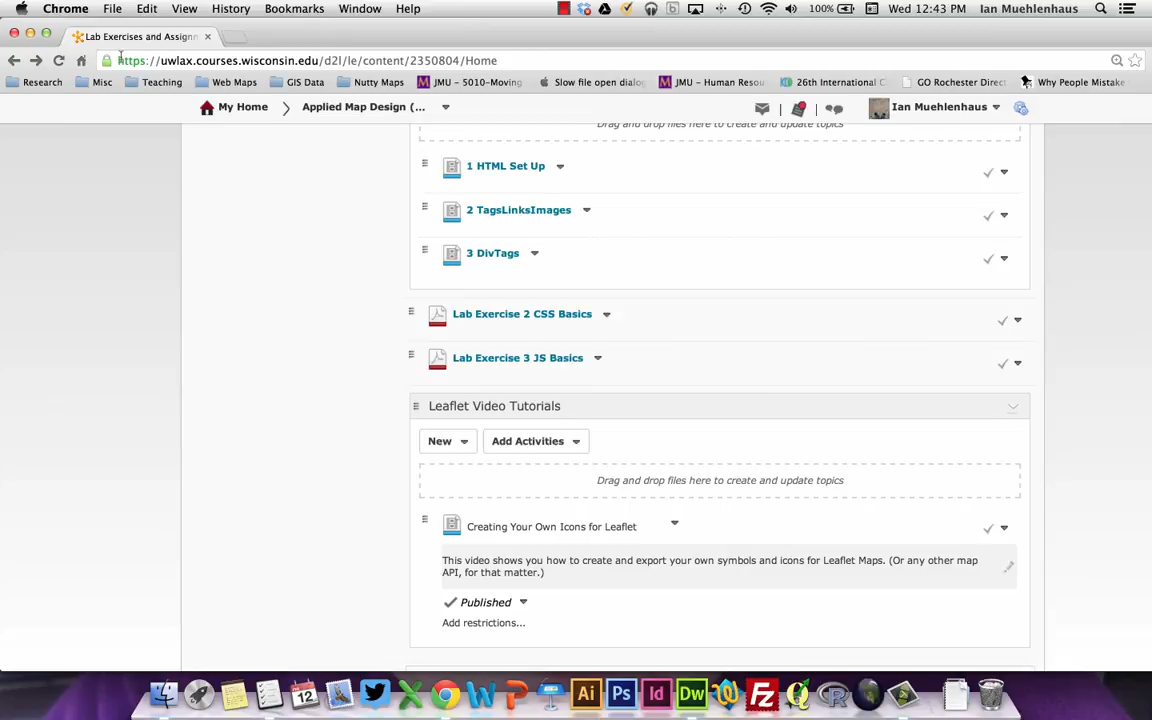 Chrome File Edit View History Bookmarks Window Help 100% Wed 12:43 PM Ian Muehlenhaus
Lab Exercises and Assignm
https://uwlax.courses.wisconsin.edu/d2l/le/content/2350804/Home
Research Misc Teaching Web Maps GIS Data Nutty Maps JMU - 5010-Moving Slow file open dialog JMU - Human Resou 26th International C GO Rochester Direct Why People Mistake
My Home Applied Map Design (... Ian Muehlenhaus
Drag and drop files here to create and update topics
1 HTML Set Up
2 TagsLinksImages
3 DivTags
Lab Exercise 2 CSS Basics
Lab Exercise 3 JS Basics
Leaflet Video Tutorials
New Add Activities
Drag and drop files here to create and update topics
Creating Your Own Icons for Leaflet
This video shows you how to create and export your own symbols and icons for Leaflet Maps. (Or any other map
API, for that matter.)
Published
Add restrictions...
12 Ai Ps Id Dw Fz